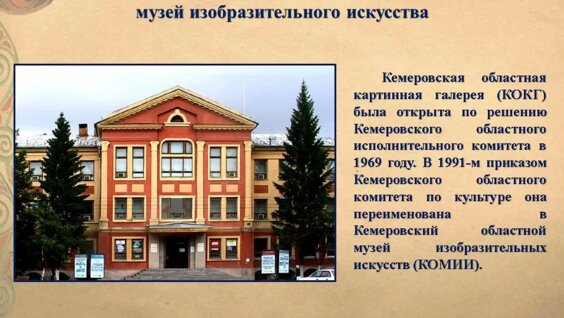 музей изобразительного искусства
Кемеровская областная
картинная галерея (КОКГ)
была открыта по решению
Кемеровского областного
исполнительного комитета в
1969 году. В 1991-м приказом
Кемеровского областного
комитета по культуре она
переименована в
Кемеровский областной
музей изобразительных
искусств (КОМИИ).